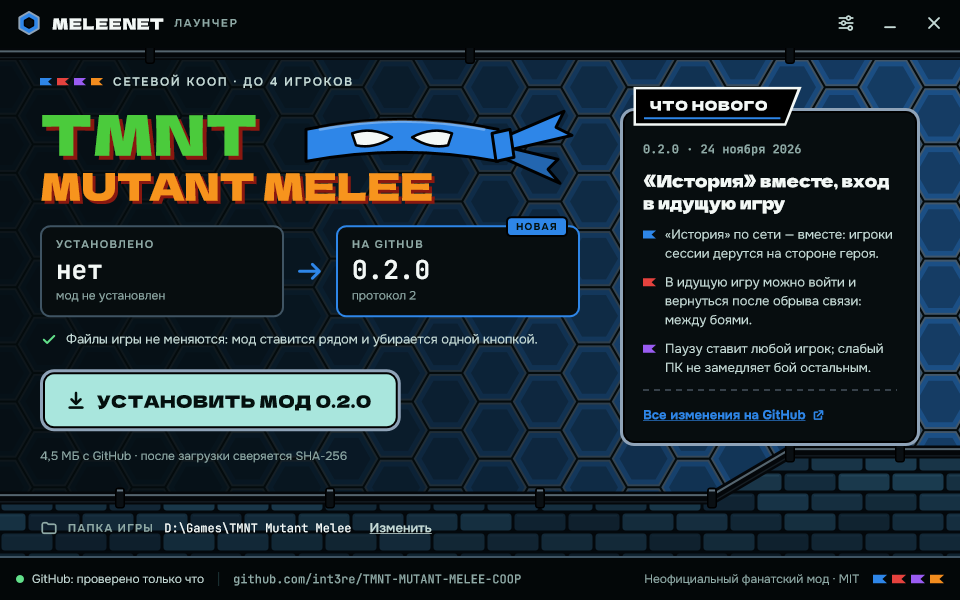 MELEENET ЛАУНЧЕР
СЕТЕВОЙ КООП · ДО 4 ИГРОКОВ
TMNT
MUTANT MELEE
УСТАНОВЛЕНО
нет
мод не установлен
НОВАЯ
НА GITHUB
0.2.0
протокол 2
Файлы игры не меняются: мод ставится рядом и убирается одной кнопкой.
УСТАНОВИТЬ МОД 0.2.0
4,5 МБ с GitHub · после загрузки сверяется SHA-256
ЧТО НОВОГО
0.2.0 · 24 ноября 2026
«История» вместе, вход
в идущую игру
«История» по сети — вместе: игроки
сессии дерутся на стороне героя.
В идущую игру можно войти и
вернуться после обрыва связи:
между боями.
Паузу ставит любой игрок; слабый
ПК не замедляет бой остальным.
Все изменения на GitHub
ПАПКА ИГРЫ D:\Games\TMNT Mutant Melee Изменить
GitHub: проверено только что github.com/int3re/TMNT-MUTANT-MELEE-COOP Неофициальный фанатский мод · MIT